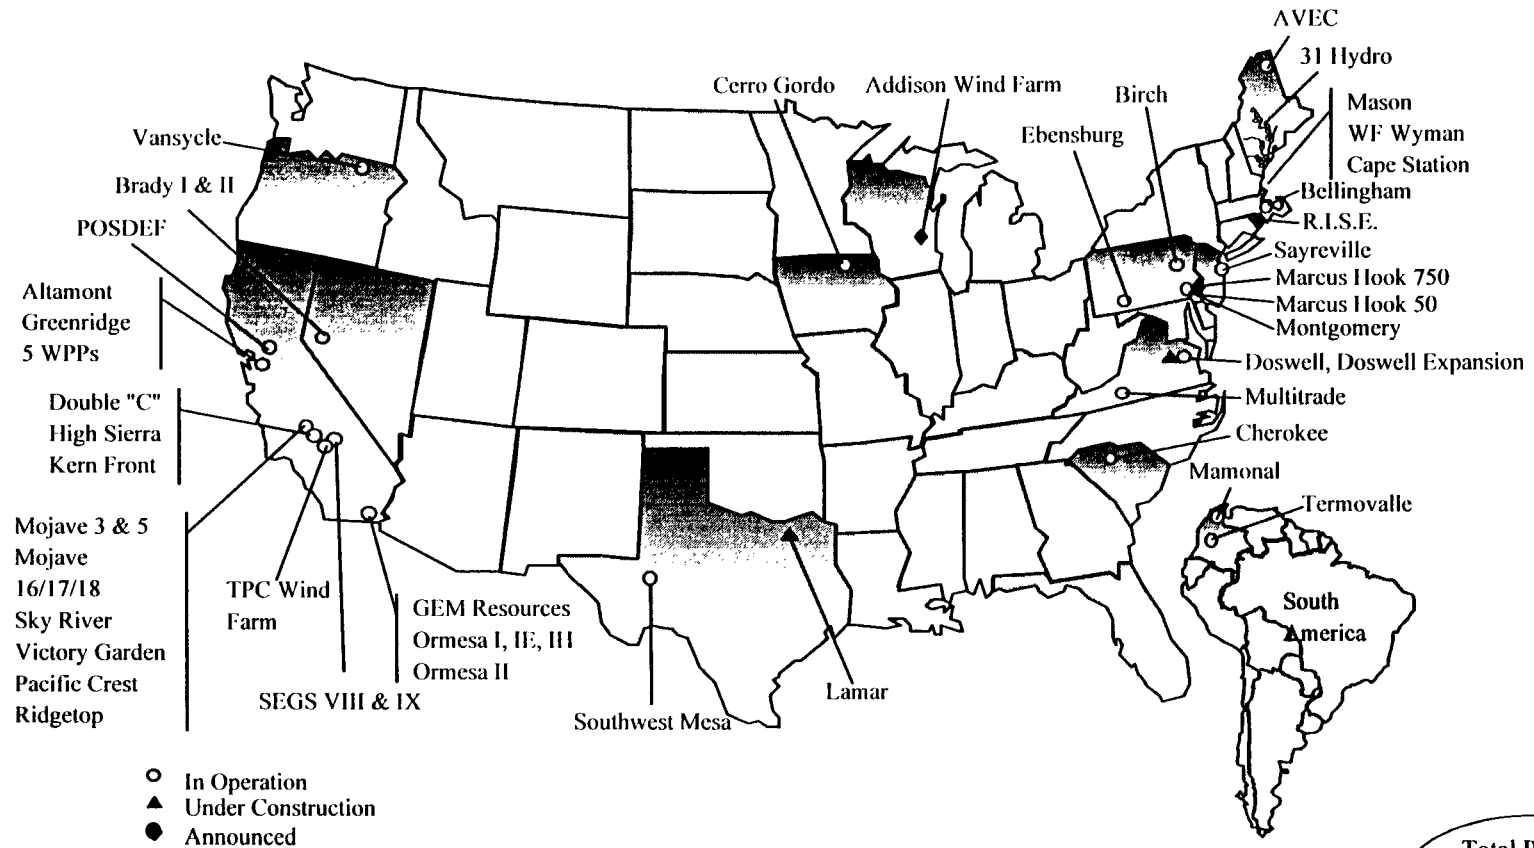 AVEC
31 Hydro
Cerro Gordo
Addison Wind Farm
Birch
Mason
WF Wyman
Cape Station
Ebensburg
Vansycle
Brady I & II
Bellingham
R.I.S.E.
POSDEF
Sayreville
Marcus Hook 750
Marcus Hook 50
Montgomery
Altamont
Greenridge
5 WPPs
Doswell, Doswell Expansion
Multitrade
Double "C"
High Sierra
Kern Front
Cherokee
Mamonal
Termovalle
Mojave 3 & 5
Mojave
16/17/18
Sky River
Victory Garden
Pacific Crest
Ridgetop
TPC Wind
Farm
GEM Resources
Ormesa I, IE, IH
Ormesa II
SEGS VIII & IX
Southwest Mesa
Lamar
South
America
In Operation
Under Construction
Announced
Total